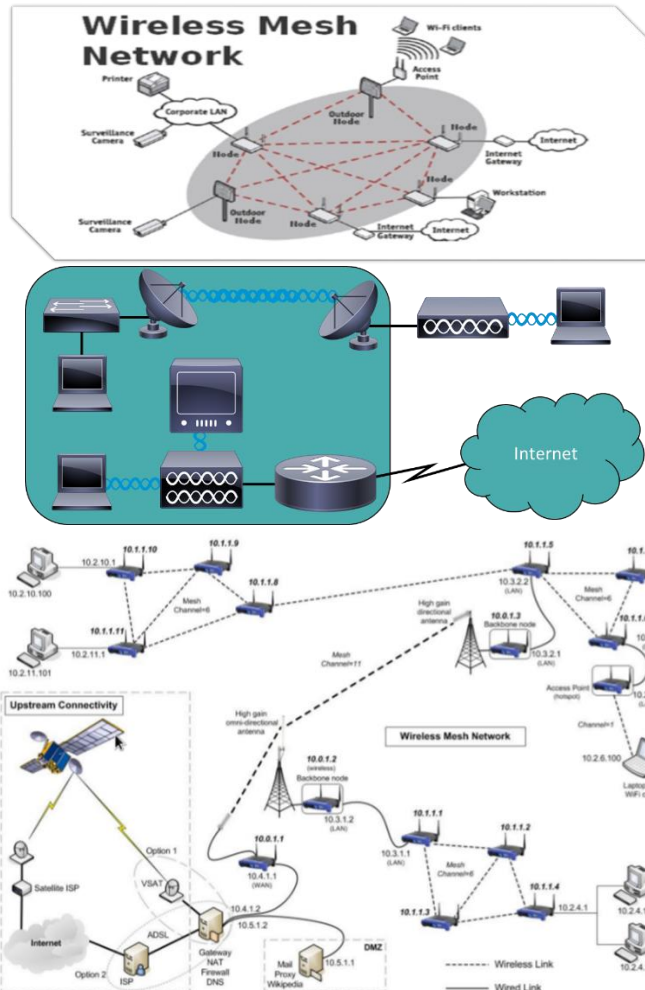 Wireless Mesh
Network
Wi-Fi clients
Access
Point
Printer
Corporate LAN
Outdoor
Node
Surveillance
Camera
Node
Node
Internet
Internet
Gateway
Workstation
Node
Outdoor
Node
Node
Surveillance
Camera
Internet
Gateway
Internet
Internet
10.1.1.10
10.1.1.9
10.1.1.5
10.2.10.1
10.1.1.8
10.3.2.2
(LAN)
Mesh
Channel=6
Mesh
Channel=6
10.2.10.100
High gain
directional
antenna
10.0.1.3
Backbone node
10.1.1.11
10.2.11.1
10.3.2.1
(LAN)
10.2.11.101
Mesh
Channel=11
Access Point
(hotspot)
Upstream Connectivity
High gain
omni-directional
antenna
Channel=1
Wireless Mesh Network
10.2.6.100
10.0.1.2
(wireless)
Backbone node
10.3.1.2
(LAN)
10.1.1.1
10.1.1.2
Option 1
10.0.1.1
10.3.1.1
(LAN)
Mesh
Channel=6
10.4.1.1
(WAN)
VSAT
Satellite ISP
10.1.1.4
10.1.1.3
10.2.4.1
10.4.1.2
10.5.1.2
Internet
ADSL
Gateway
NAT
Firewall
DNS
DMZ
Option 2
ISP
Mail
Proxy
Wikipedia
10.5.1.1
Wireless Link
Wired Link